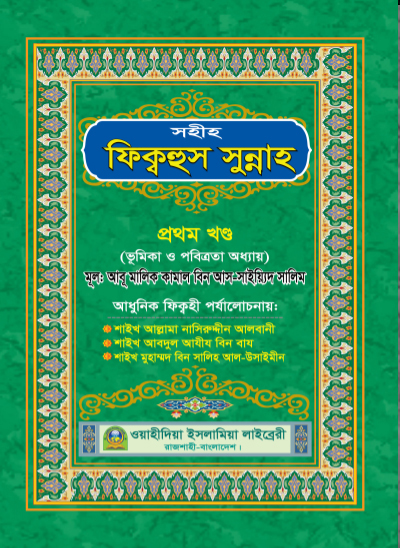 সহীহ
ফিক্বহুস সুন্নাহ
প্রথম খণ্ড
(ভূমিকা ও পবিত্রতা অধ্যায়)
মূল: আবূ মালিক কামাল বিন আস-সাইয়্যিদ সালিম
আধুনিক ফিক্বহী পর্যালোচনায়:
শাইখ আল্লামা নাসিরুদ্দীন আলবানী
শাইখ আবদুল আযীয বিন বায
শাইখ মুহাম্মদ বিন সালিহ আল-উসাইমীন
ওয়াহীদিয়া ইসলামিয়া লাইব্রেরী
রাজশাহী-বাংলাদেশ।